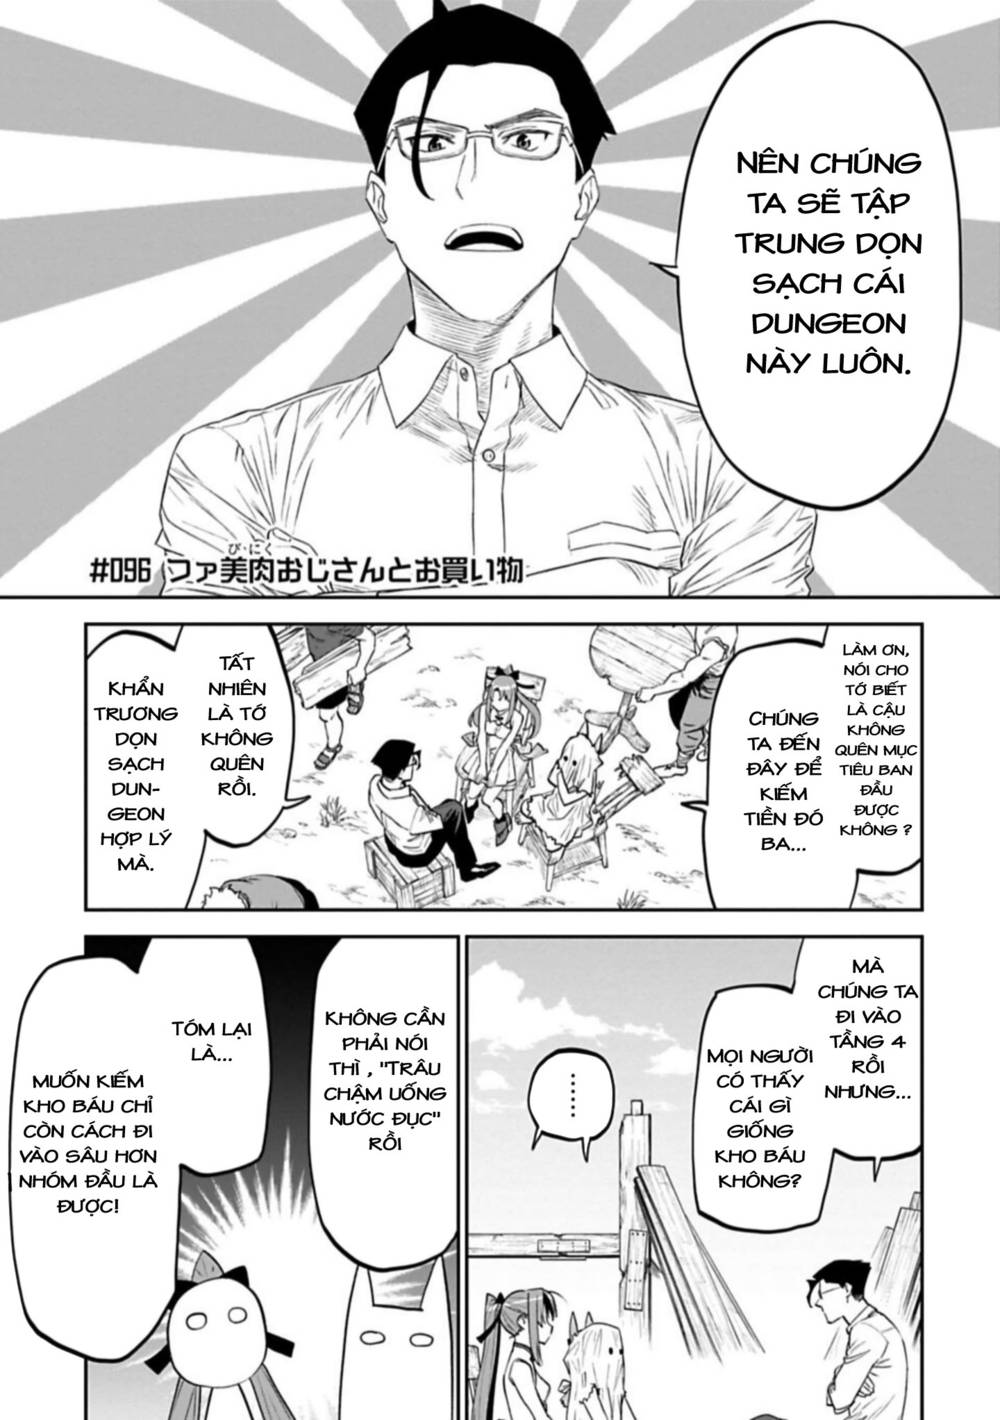 NÊN CHÚNG
TA SẼ TẬP
TRUNG DỌN
SẠCH CÁI
DUNGEON
NÀY LUÔN.
び・にく
#096 ファ美肉おじさんとお買い物
LÀM ƠN,
NÓI CHO
TỚ BIẾT
LÀ CẬU KHÔNG
QUÊN MỤC
TIÊU BAN
ĐẦU
ĐƯỢC
KHÔNG ?
CHÚNG
TA ĐẾN
ĐÂY ĐỂ
KIẾM
TIỀN ĐÓ
BA...
TẤT
NHIÊN
LÀ TỚ
KHÔNG
QUÊN
RỒI.
KHẨN
TRƯƠNG
DỌN
SẠCH
DUN-
GEON
HỢP LÝ
MÀ.
MÀ
CHÚNG TA
ĐI VÀO
TẦNG 4
RỒI
NHƯNG...
MỌI NGƯỜI
CÓ THẤY
CÁI GÌ
GIỐNG
KHO BÁU
KHÔNG?
......
KHÔNG CẦN
PHẢI NÓI
THÌ , "TRÂU
CHẬM UỐNG
NƯỚC ĐỤC"
RỒI
TÓM LẠI
LÀ...
MUỐN KIẾM
KHO BÁU CHỈ
CÒN CÁCH ĐI
VÀO SÂU HƠN
NHÓM ĐẦU LÀ
ĐƯỢC!